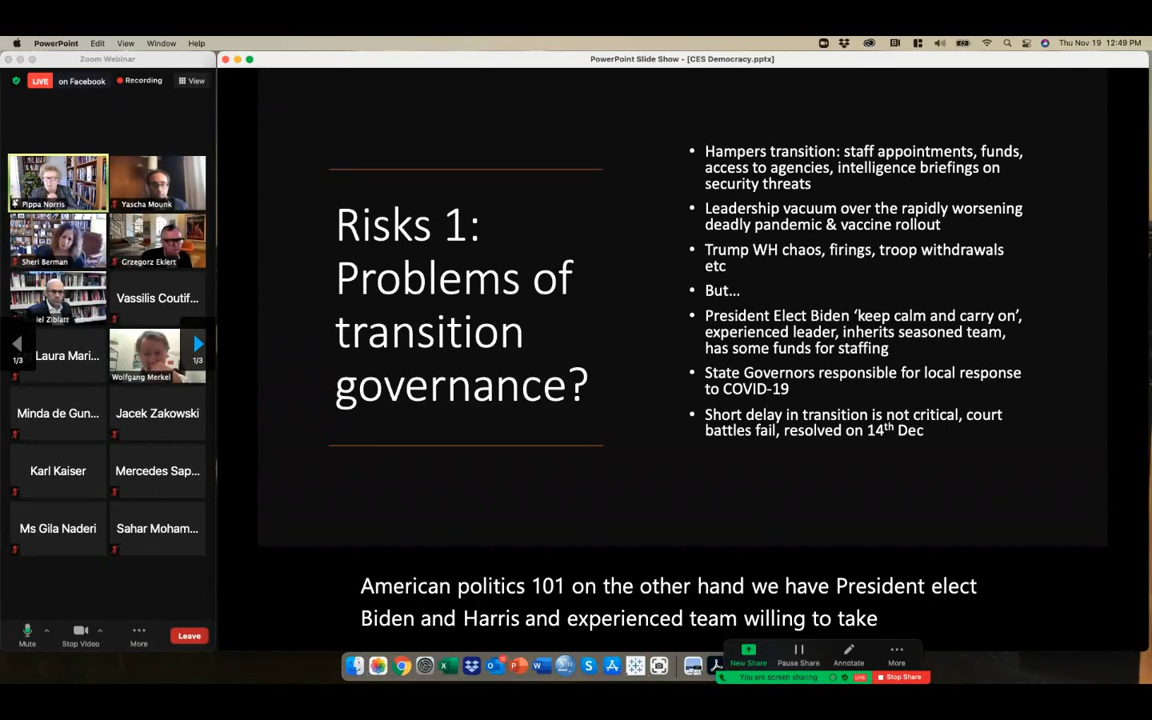 PowerPoint Edit View Window Help
Thu Nov 19 12:49 PM
Zoom Webinar
PowerPoint Slide Show - [CES Democracy.pptx]
LIVE on Facebook Recording View
Pippa Norris
Yascha Mounk
Sheri Berman
Grzegorz Ekiert
iel Ziblatt
Vassilis Coutif...
Laura Mari...
1/3
1/3
Wolfgang Merkel
Minda de Gun...
Jacek Zakowski
Karl Kaiser
Mercedes Sap...
Ms Gila Naderi
Sahar Moham...
Mute
Stop Video
More
Leave
Risks 1:
Problems of
transition
governance?
• Hampers transition: staff appointments, funds,
access to agencies, intelligence briefings on
security threats
• Leadership vacuum over the rapidly worsening
deadly pandemic & vaccine rollout
• Trump WH chaos, firings, troop withdrawals
etc
• But...
• President Elect Biden ‘keep calm and carry on’,
experienced leader, inherits seasoned team,
has some funds for staffing
• State Governors responsible for local response
to COVID-19
• Short delay in transition is not critical, court
battles fail, resolved on 14th Dec
American politics 101 on the other hand we have President elect
Biden and Harris and experienced team willing to take
New Share
Pause Share
Annotate
More
You are screen sharing
LIVE
Stop Share